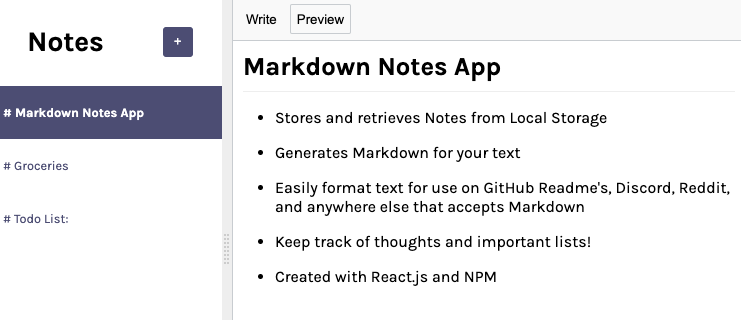 Notes
+
# Markdown Notes App
# Groceries
# Todo List:
Write
Preview
Markdown Notes App
• Stores and retrieves Notes from Local Storage
• Generates Markdown for your text
• Easily format text for use on GitHub Readme's, Discord, Reddit,
and anywhere else that accepts Markdown
• Keep track of thoughts and important lists!
• Created with React.js and NPM